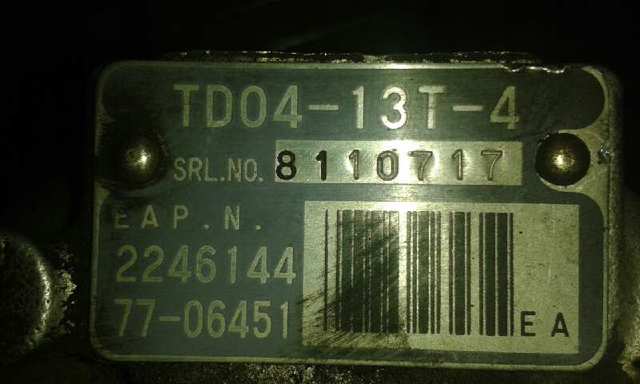 TD04-13T-4
SRL.NO. 8110717
EAP.N.
2246144
77-06451
EA